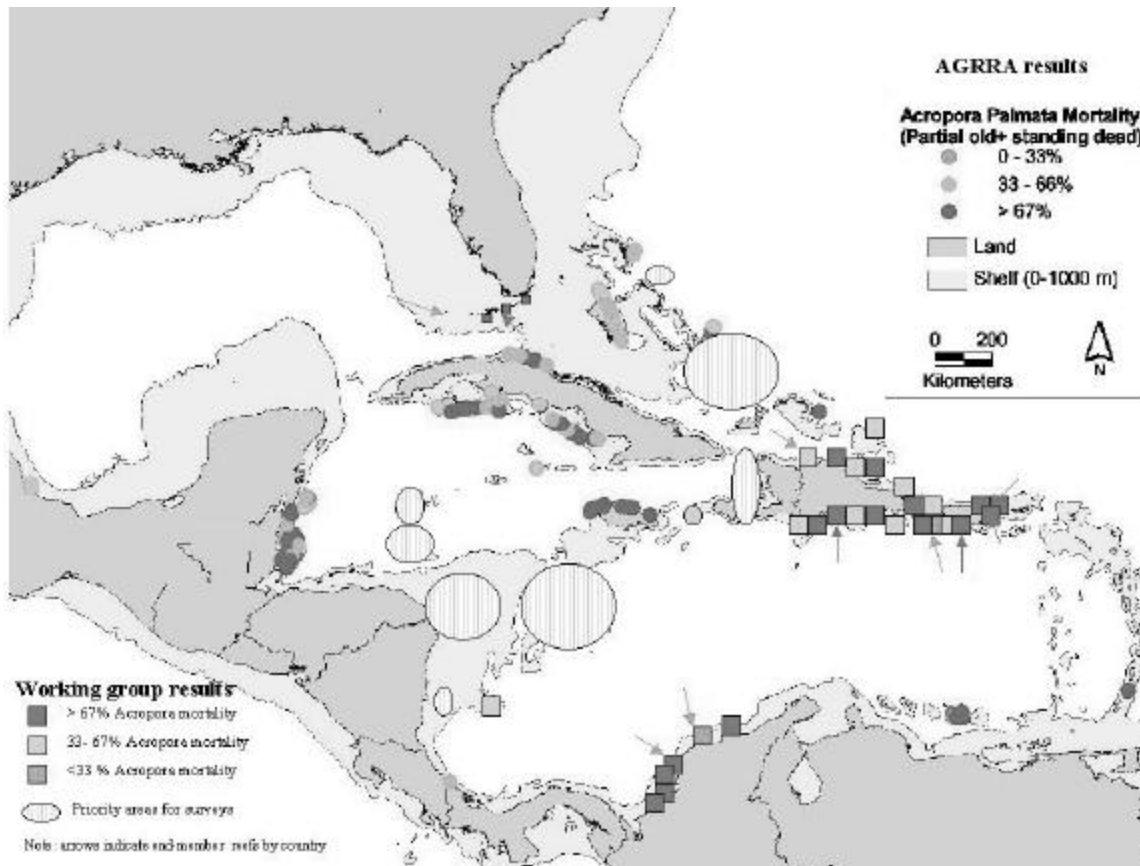 AGRRA results
Acropora Palmata Mortality
(Partial old+ standing dead)
0 - 33%
33 - 66%
> 67%
Land
Shelf (0-1000 m)
0 200
Kilometers
N
Working group results
> 67% Acropora mortality
33- 67% Acropora mortality
<33 % Acropora mortality
Priority areas for surveys
Note: arrows indicate end-member reefs by country